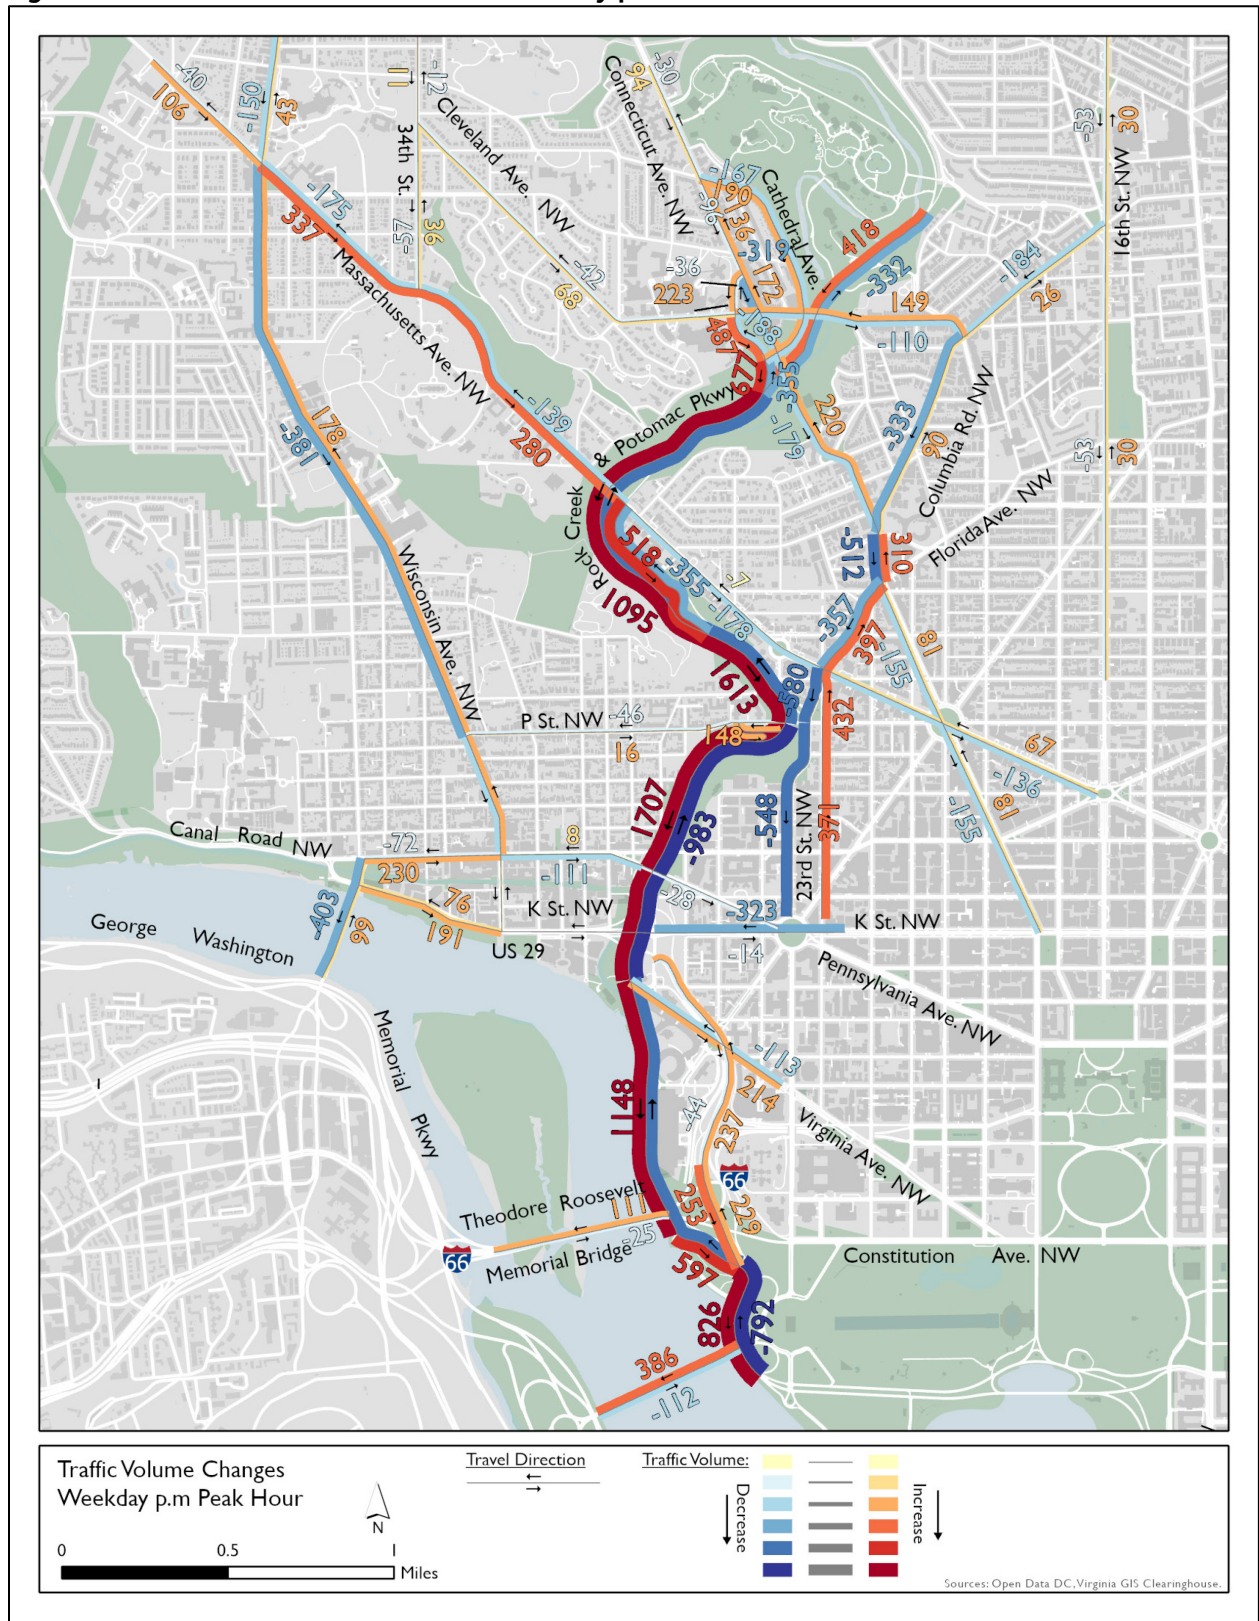 -40
106
-150
43
11
-12
Cleveland Ave. NW
34th St.
-57
36
94
-30
Connecticut Ave. NW
-53
30
16th St. NW
-175
337
Massachusetts Ave. NW
-167
190
-96
136
Cathedral Ave.
-319
172
418
-332
-36
223
-42
68
-188
487
149
-110
-184
26
677
-355
-179
220
-333
90
Columbia Rd. NW
-53
30
178
-381
-139
280
& Potomac Pkwy
Creek
Rock
Florida Ave. NW
-512
310
518
-355
-7
-178
1095
1613
-357
397
-155
81
Wisconsin Ave. NW
-580
432
P St. NW
-46
16
148
67
-136
1707
-983
-548
371
23rd St. NW
-155
81
Canal Road NW
-72
230
8
-111
-28
-323
-14
K St. NW
K St. NW
-403
99
76
191
US 29
George Washington
Memorial Pkwy
Pennsylvania Ave. NW
-113
214
Virginia Ave. NW
1148
-44
237
66
253
229
Theodore Roosevelt
Memorial Bridge
111
-25
66
597
Constitution Ave. NW
826
-792
386
-112
Traffic Volume Changes
Weekday p.m Peak Hour
N
0 0.5 1
Miles
Travel Direction
Traffic Volume:
Decrease
Increase
Sources: Open Data DC, Virginia GIS Clearinghouse.